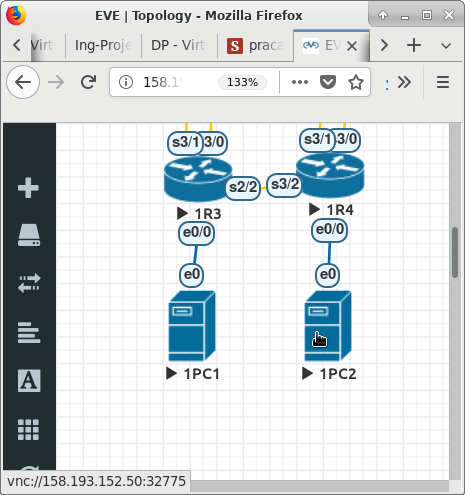 EVE | Topology - Mozilla Firefox
Virt
Ing-Proje
DP - Virt
S praca
EV
158.19
133%
s3/1 3/0
s3/1 3/0
s2/2 s3/2
1R3
1R4
e0/0
e0/0
e0
e0
1PC1
1PC2
A
vnc://158.193.152.50:32775